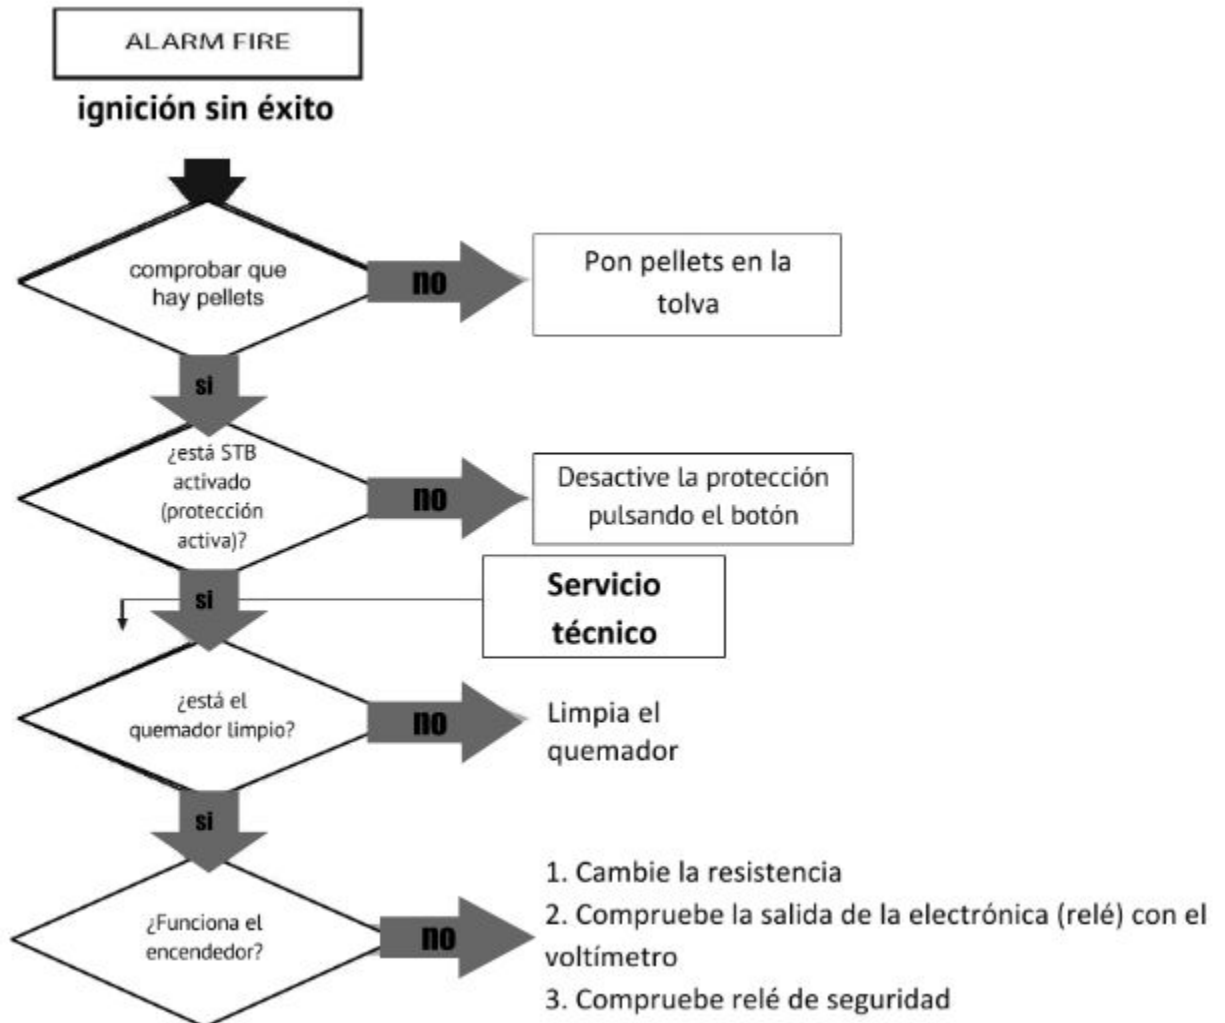 ALARM FIRE
ignición sin éxito
comprobar que
hay pellets
no
Pon pellets en la
tolva
si
¿está STB
activado
(protección
activa)?
no
Desactive la protección
pulsando el botón
si
Servicio
técnico
¿está el
quemador limpio?
no
Limpia el
quemador
si
¿Funciona el
encendedor?
no
1. Cambie la resistencia
2. Compruebe la salida de la electrónica (relé) con el
voltímetro
3. Compruebe relé de seguridad